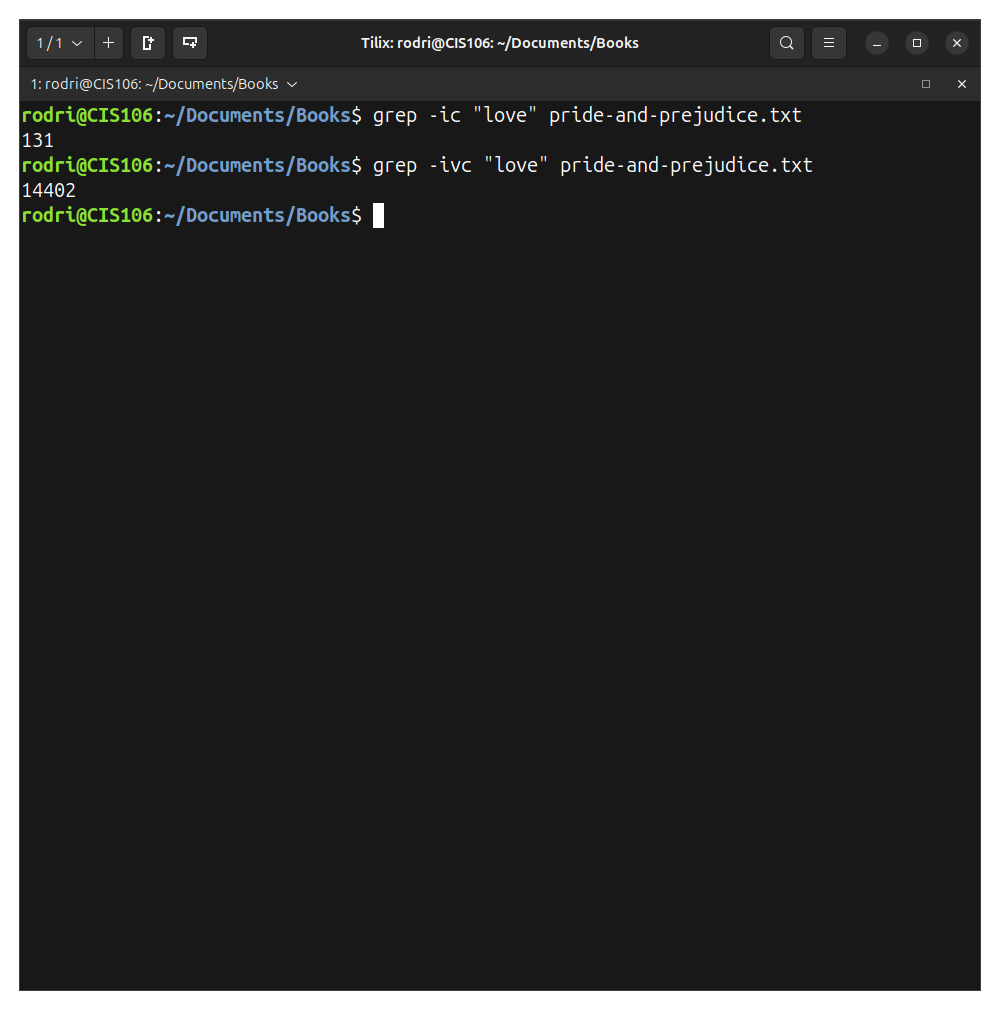 1 / 1
Tilix: rodri@CIS106: ~/Documents/Books
1: rodri@CIS106: ~/Documents/Books
rodri@CIS106:~/Documents/Books$ grep -ic "love" pride-and-prejudice.txt
131
rodri@CIS106:~/Documents/Books$ grep -ivc "love" pride-and-prejudice.txt
14402
rodri@CIS106:~/Documents/Books$